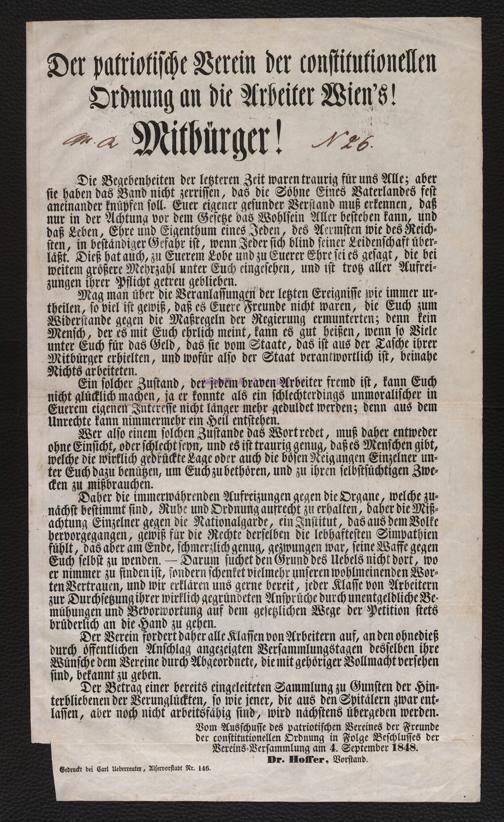 Der patriotische Verein der constitutionellen
Ordnung an die Arbeiter Wien's!
Mitbürger!
N 26.
Die Begebenheiten der letzteren Zeit waren traurig für uns Alle; aber
sie haben das Band nicht zerrissen, das die Söhne Eines Vaterlandes fest
aneinander knüpfen soll. Euer eigener gesunder Verstand muß erkennen, daß
nur in der Achtung vor dem Gesetze das Wohlsein Aller bestehen kann, und
daß Leben, Ehre und Eigenthum eines Jeden, des Aermsten wie des Reich-
sten, in beständiger Gefahr ist, wenn Jeder sich blind seiner Leidenschaft über-
läßt. Dieß hat auch, zu Euerem Lobe und zu Euerer Ehre sei es gesagt, die bei
weitem größere Mehrzahl unter Euch eingesehen, und ist trotz aller Aufrei-
zungen ihrer Pflicht getreu geblieben.
Mag man über die Veranlassungen der letzten Ereignisse wie immer ur-
theilen, so viel ist gewiß, daß es Euere Freunde nicht waren, die Euch zum
Widerstande gegen die Maßregeln der Regierung ermunterten; denn kein
Mensch, der es mit Euch ehrlich meint, kann es gut heißen, wenn so Viele
unter Euch für das Geld, das sie vom Staate, das ist aus der Tasche ihrer
Mitbürger erhielten, und wofür also der Staat verantwortlich ist, beinahe
Nichts arbeiteten.
Ein solcher Zustand, der jedem braven Arbeiter fremd ist, kann Euch
nicht glücklich machen, ja er konnte als ein schlechterdings unmoralischer in
Euerem eigenen Interesse nicht länger mehr geduldet werden; denn aus dem
Unrechte kann nimmermehr ein Heil entstehen.
Wer also einem solchen Zustande das Wort redet, muß daher entweder
ohne Einsicht, oder schlecht seyn, und es ist traurig genug, daß es Menschen gibt,
welche die wirklich gedrückte Lage oder auch die bösen Neigungen Einzelner un-
ter Euch dazu benützen, um Euch zu bethören, und zu ihren selbstsüchtigen Zwe-
cken zu mißbrauchen.
Daher die immerwährenden Aufreizungen gegen die Organe, welche zu-
nächst bestimmt sind, Ruhe und Ordnung aufrecht zu erhalten, daher die Miß-
achtung Einzelner gegen die Nationalgarde, ein Institut, das aus dem Volke
hervorgegangen, gewiß für die Rechte derselben die lebhaftesten Simpathien
fühlt, das aber am Ende, schmerzlich genug, gezwungen war, seine Waffe gegen
Euch selbst zu wenden. — Darum suchet den Grund des Uebels nicht dort, wo
er nimmer zu finden ist, sondern schenket vielmehr unseren wohlmeinenden Wor-
ten Vertrauen, und wir erklären uns gerne bereit, jeder Klasse von Arbeitern
zur Durchsetzung ihrer wirklich gegründeten Ansprüche durch unentgeldliche Be-
mühungen und Bevorwortung auf dem gesetzlichen Wege der Petition stets
brüderlich an die Hand zu gehen.
Der Verein fordert daher alle Klassen von Arbeitern auf, an den ohnedieß
durch öffentlichen Anschlag angezeigten Versammlungstagen desselben ihre
Wünsche dem Vereine durch Abgeordnete, die mit gehöriger Vollmacht versehen
sind, bekannt zu geben.
Der Betrag einer bereits eingeleiteten Sammlung zu Gunsten der Hin-
terbliebenen der Verunglückten, so wie jener, die aus den Spitälern zwar ent-
lassen, aber noch nicht arbeitsfähig sind, wird nächstens übergeben werden.
Vom Ausschusse des patriotischen Vereines der Freunde
der constitutionellen Ordnung in Folge Beschlusses der
Vereins-Versammlung am 4. September 1848.
Dr. Hoffer, Vorstand.
Gedruckt bei Carl Ueberreuter, Alservorstadt Nr. 146.